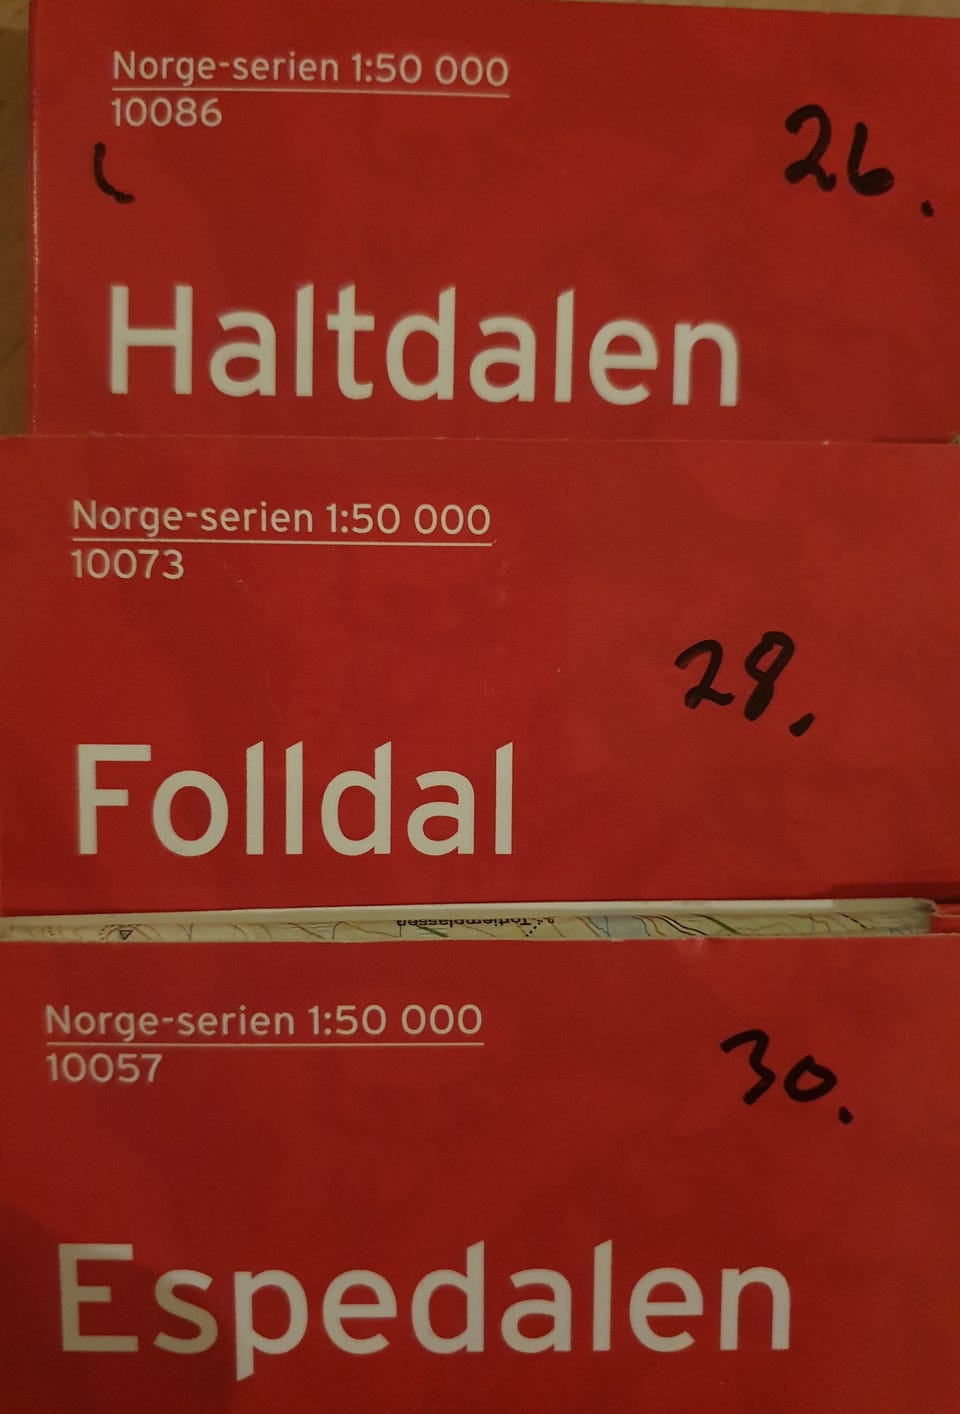 Norge-serien 1:50 000
10086
26.
Haltdalen
Norge-serien 1:50 000
10073
28.
Folldal
Tortjernplassen
Norge-serien 1:50 000
10057
30.
Espedalen